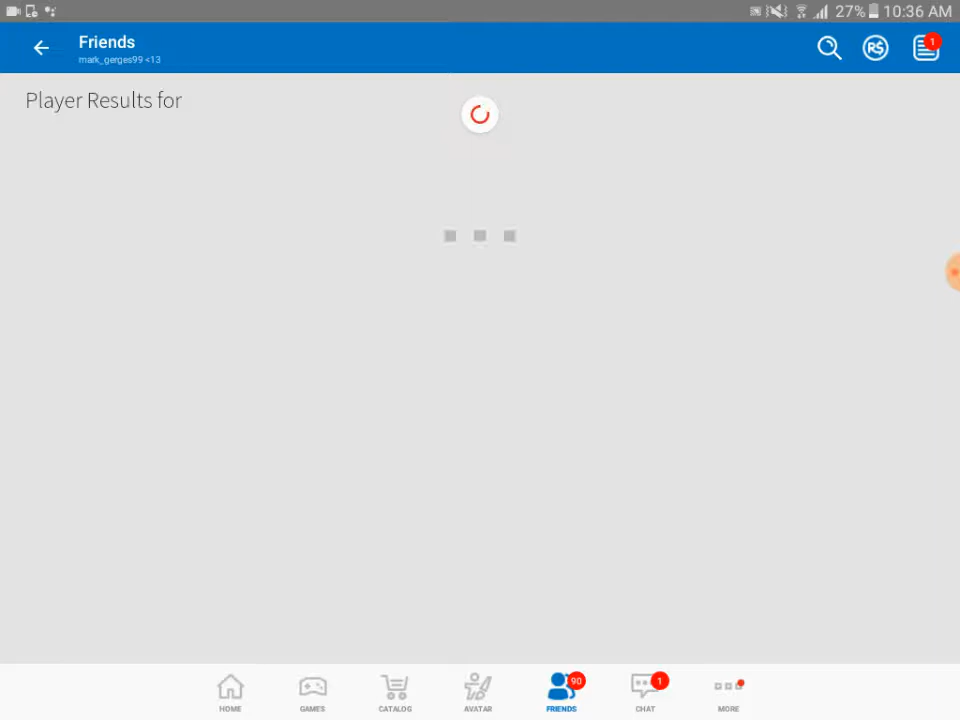 27% 10:36 AM
Friends
mark_gerges99 <13
R$
1
Player Results for
90
1
HOME
GAMES
CATALOG
AVATAR
FRIENDS
CHAT
MORE